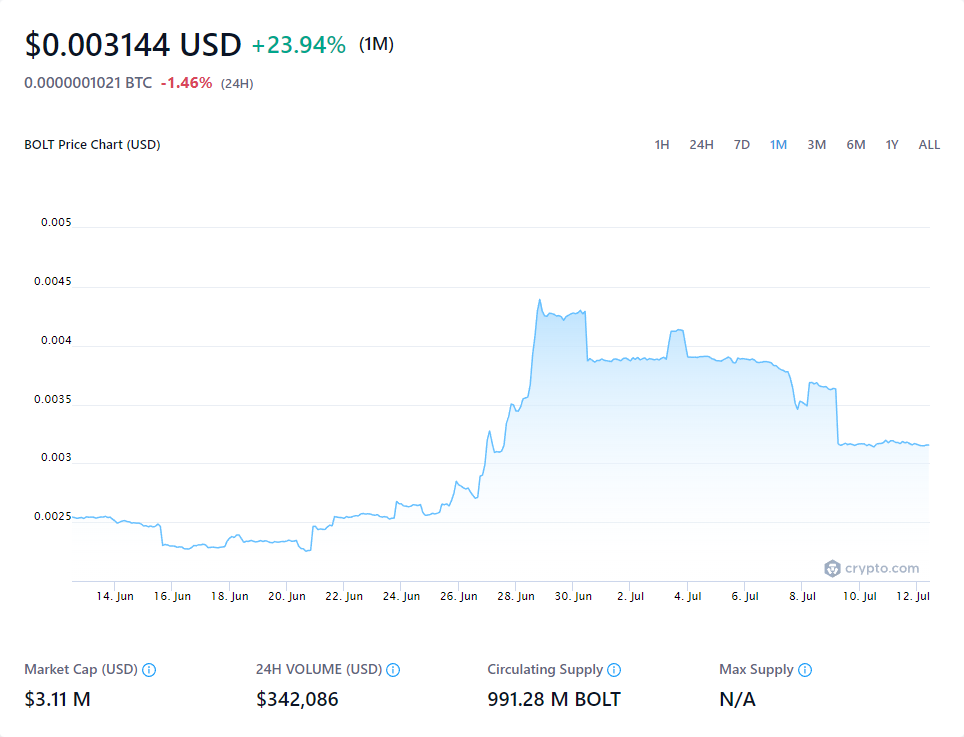 $0.003144 USD +23.94% (1M)
0.0000001021 BTC -1.46% (24H)
BOLT Price Chart (USD) 1H 24H 7D 1M 3M 6M 1Y ALL
0.005
0.0045
0.004
0.0035
0.003
0.0025
crypto.com
14. Jun 16. Jun 18. Jun 20. Jun 22. Jun 24. Jun 26. Jun 28. Jun 30. Jun 2. Jul 4. Jul 6. Jul 8. Jul 10. Jul 12. Jul
Market Cap (USD) 24H VOLUME (USD) Circulating Supply Max Supply
$3.11 M $342,086 991.28 M BOLT N/A